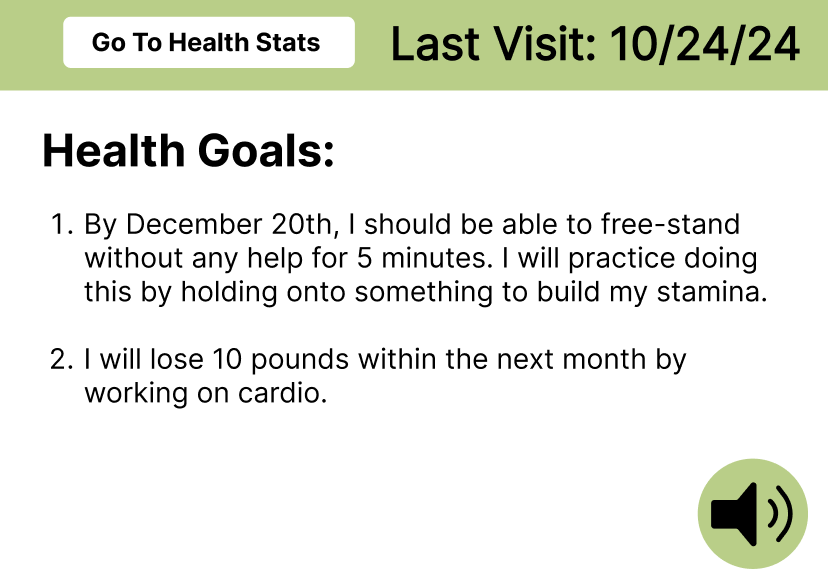 Go To Health Stats
Last Visit: 10/24/24
Health Goals:
1. By December 20th, I should be able to free-stand
without any help for 5 minutes. I will practice doing
this by holding onto something to build my stamina.
2. I will lose 10 pounds within the next month by
working on cardio.